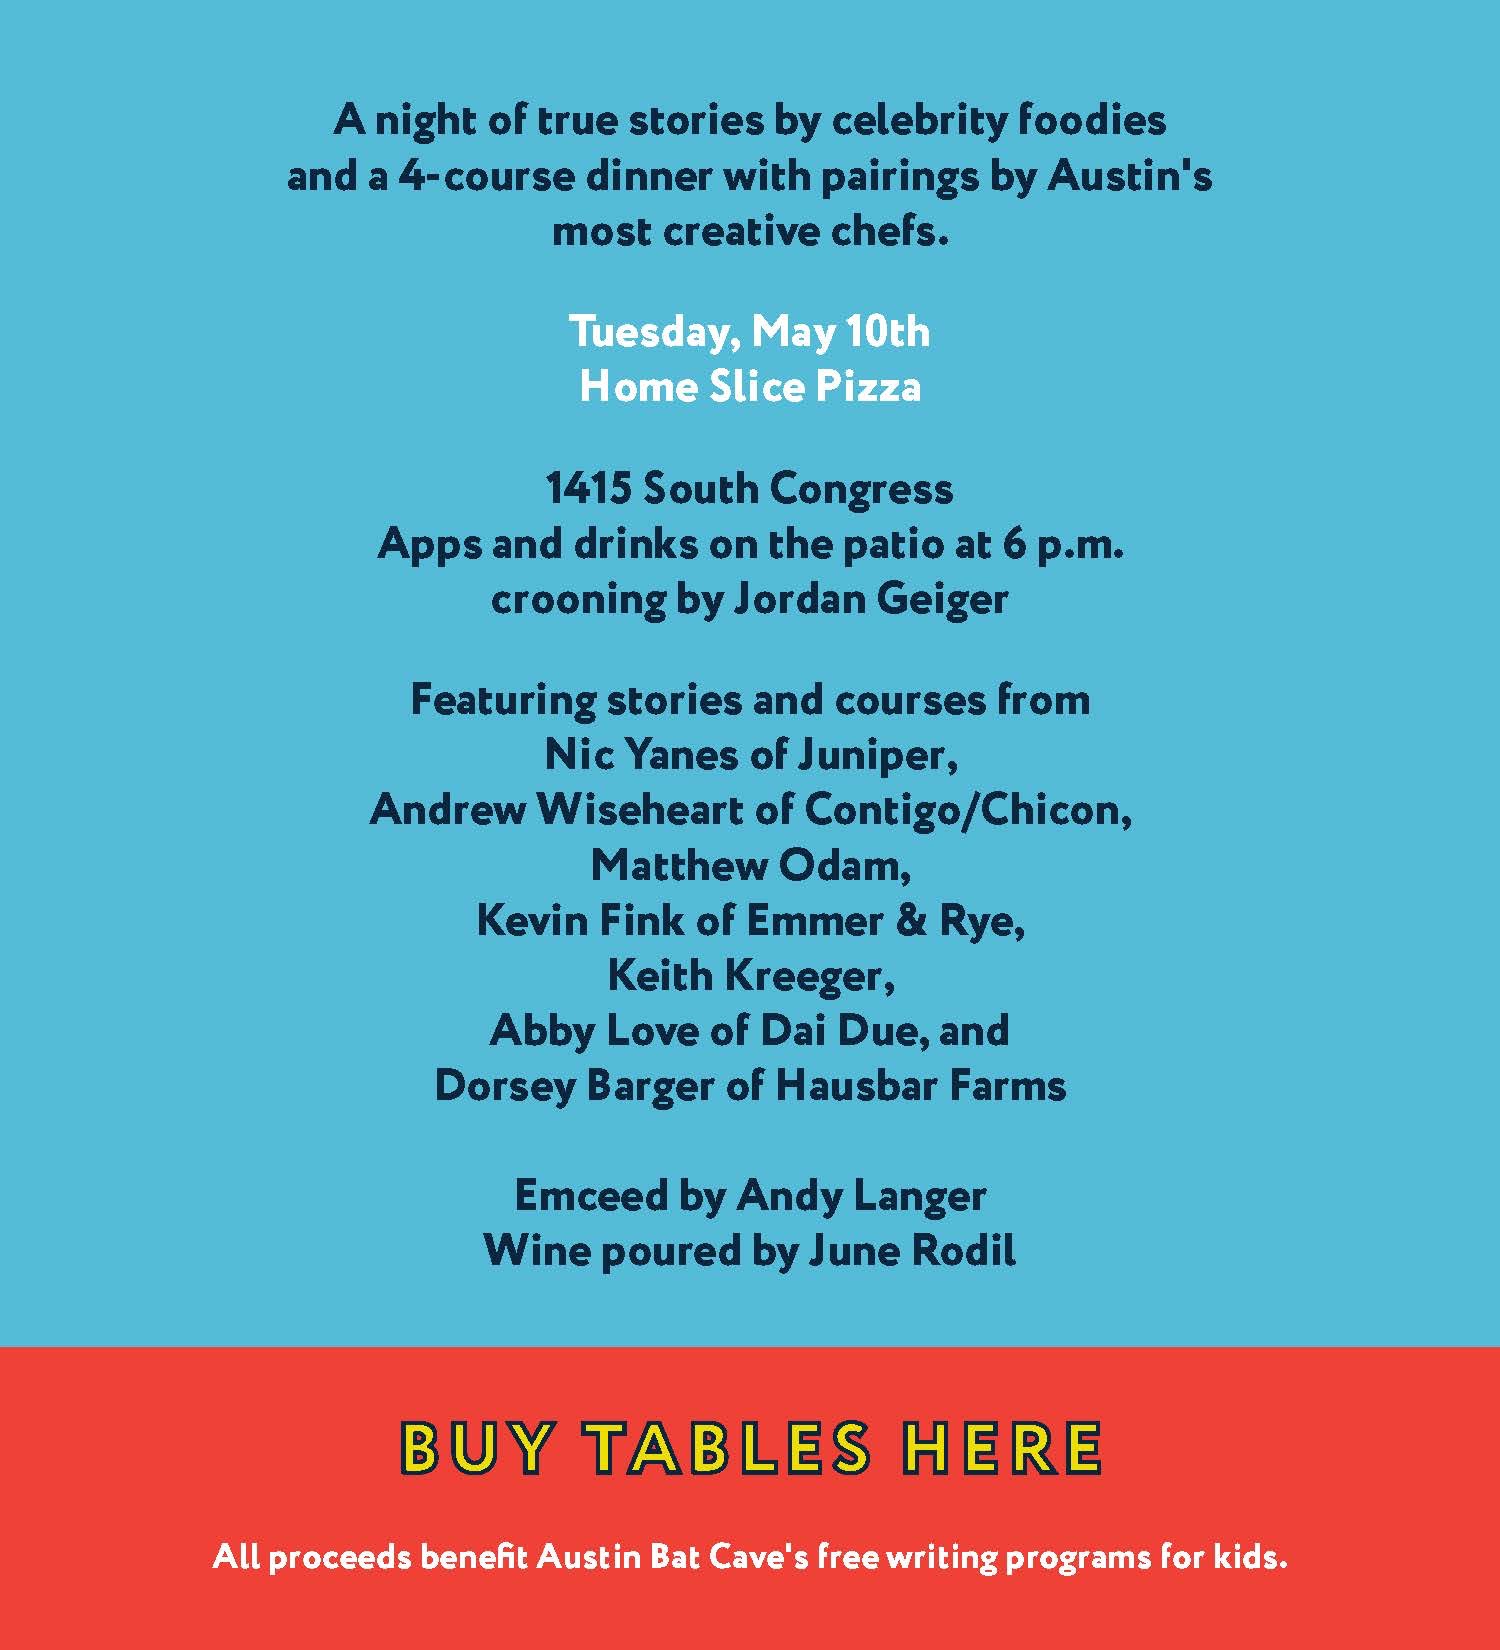 A night of true stories by celebrity foodies
and a 4-course dinner with pairings by Austin's
most creative chefs.
Tuesday, May 10th
Home Slice Pizza
1415 South Congress
Apps and drinks on the patio at 6 p.m.
crooning by Jordan Geiger
Featuring stories and courses from
Nic Yanes of Juniper,
Andrew Wiseheart of Contigo/Chicon,
Matthew Odam,
Kevin Fink of Emmer & Rye,
Keith Kreeger,
Abby Love of Dai Due, and
Dorsey Barger of Hausbar Farms
Emceed by Andy Langer
Wine poured by June Rodil
BUY TABLES HERE
All proceeds benefit Austin Bat Cave's free writing programs for kids.